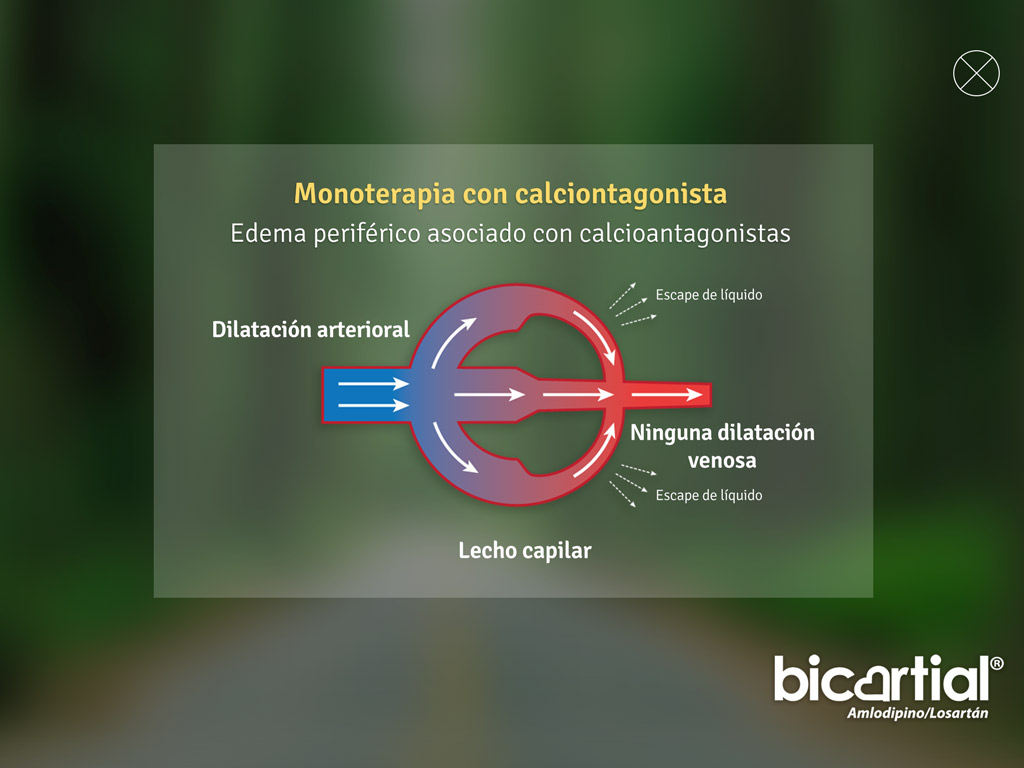 Monoterapia con calciontagonista
Edema periférico asociado con calcioantagonistas
Escape de líquido
Dilatación arterioral
Ninguna dilatación
venosa
Escape de líquido
Lecho capilar
bicartial®
Amlodipino/Losartán